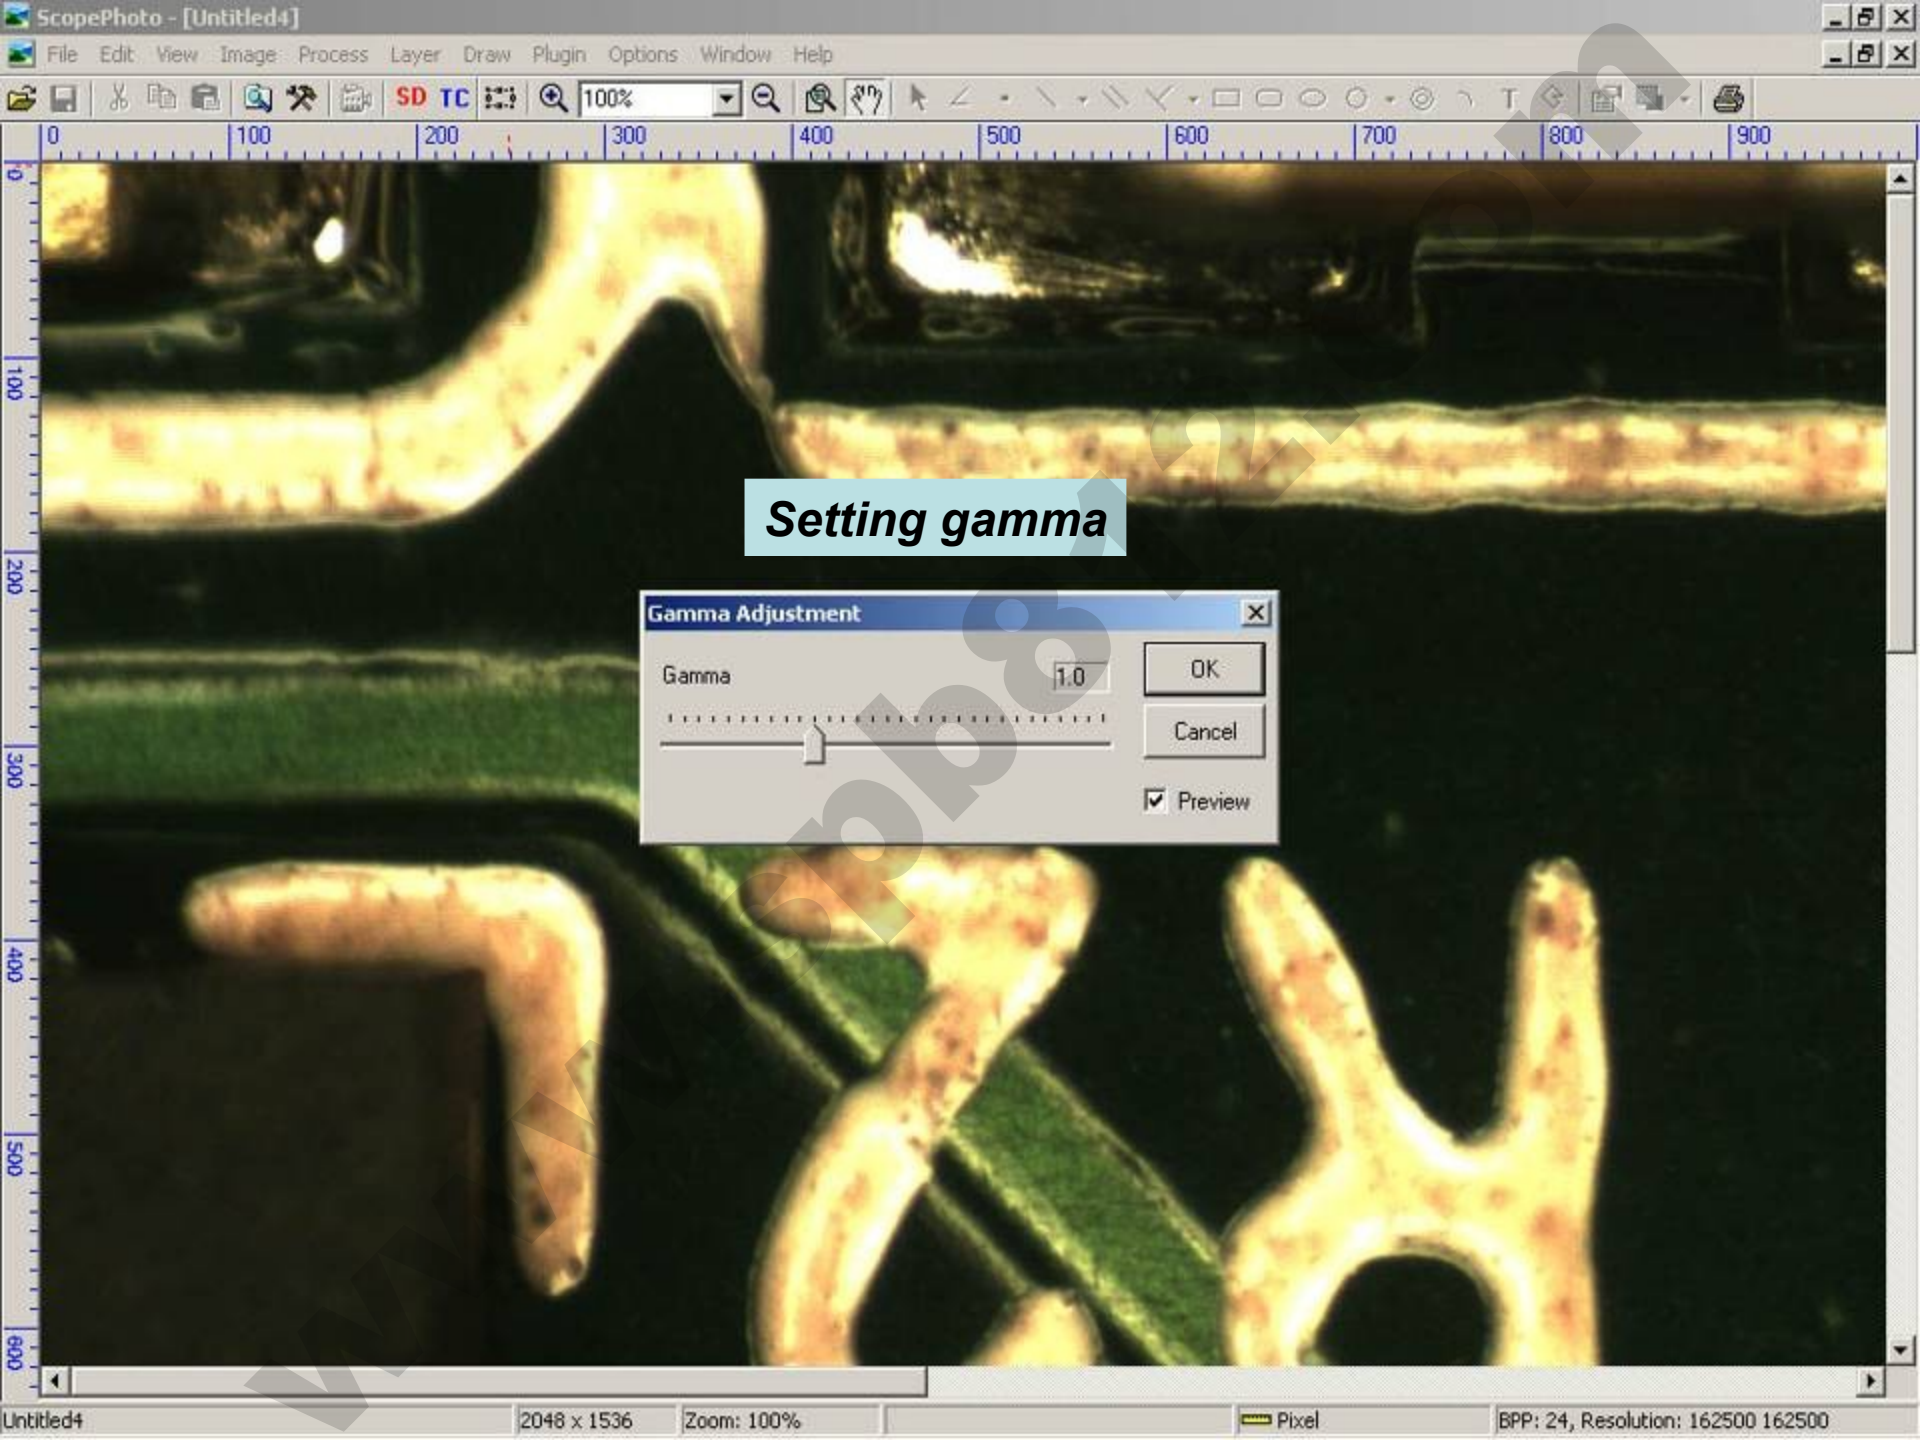 ScopePhoto - [Untitled4]
File Edit View Image Process Layer Draw Plugin Options Window Help
SD TC 100% T
0 100 200 300 400 500 600 700 800 900
0
100
200
300
400
500
600
Setting gamma
Gamma Adjustment
Gamma 1.0 OK
Cancel
Preview
Untitled4 2048 x 1536 Zoom: 100% Pixel BPP: 24, Resolution: 162500 162500